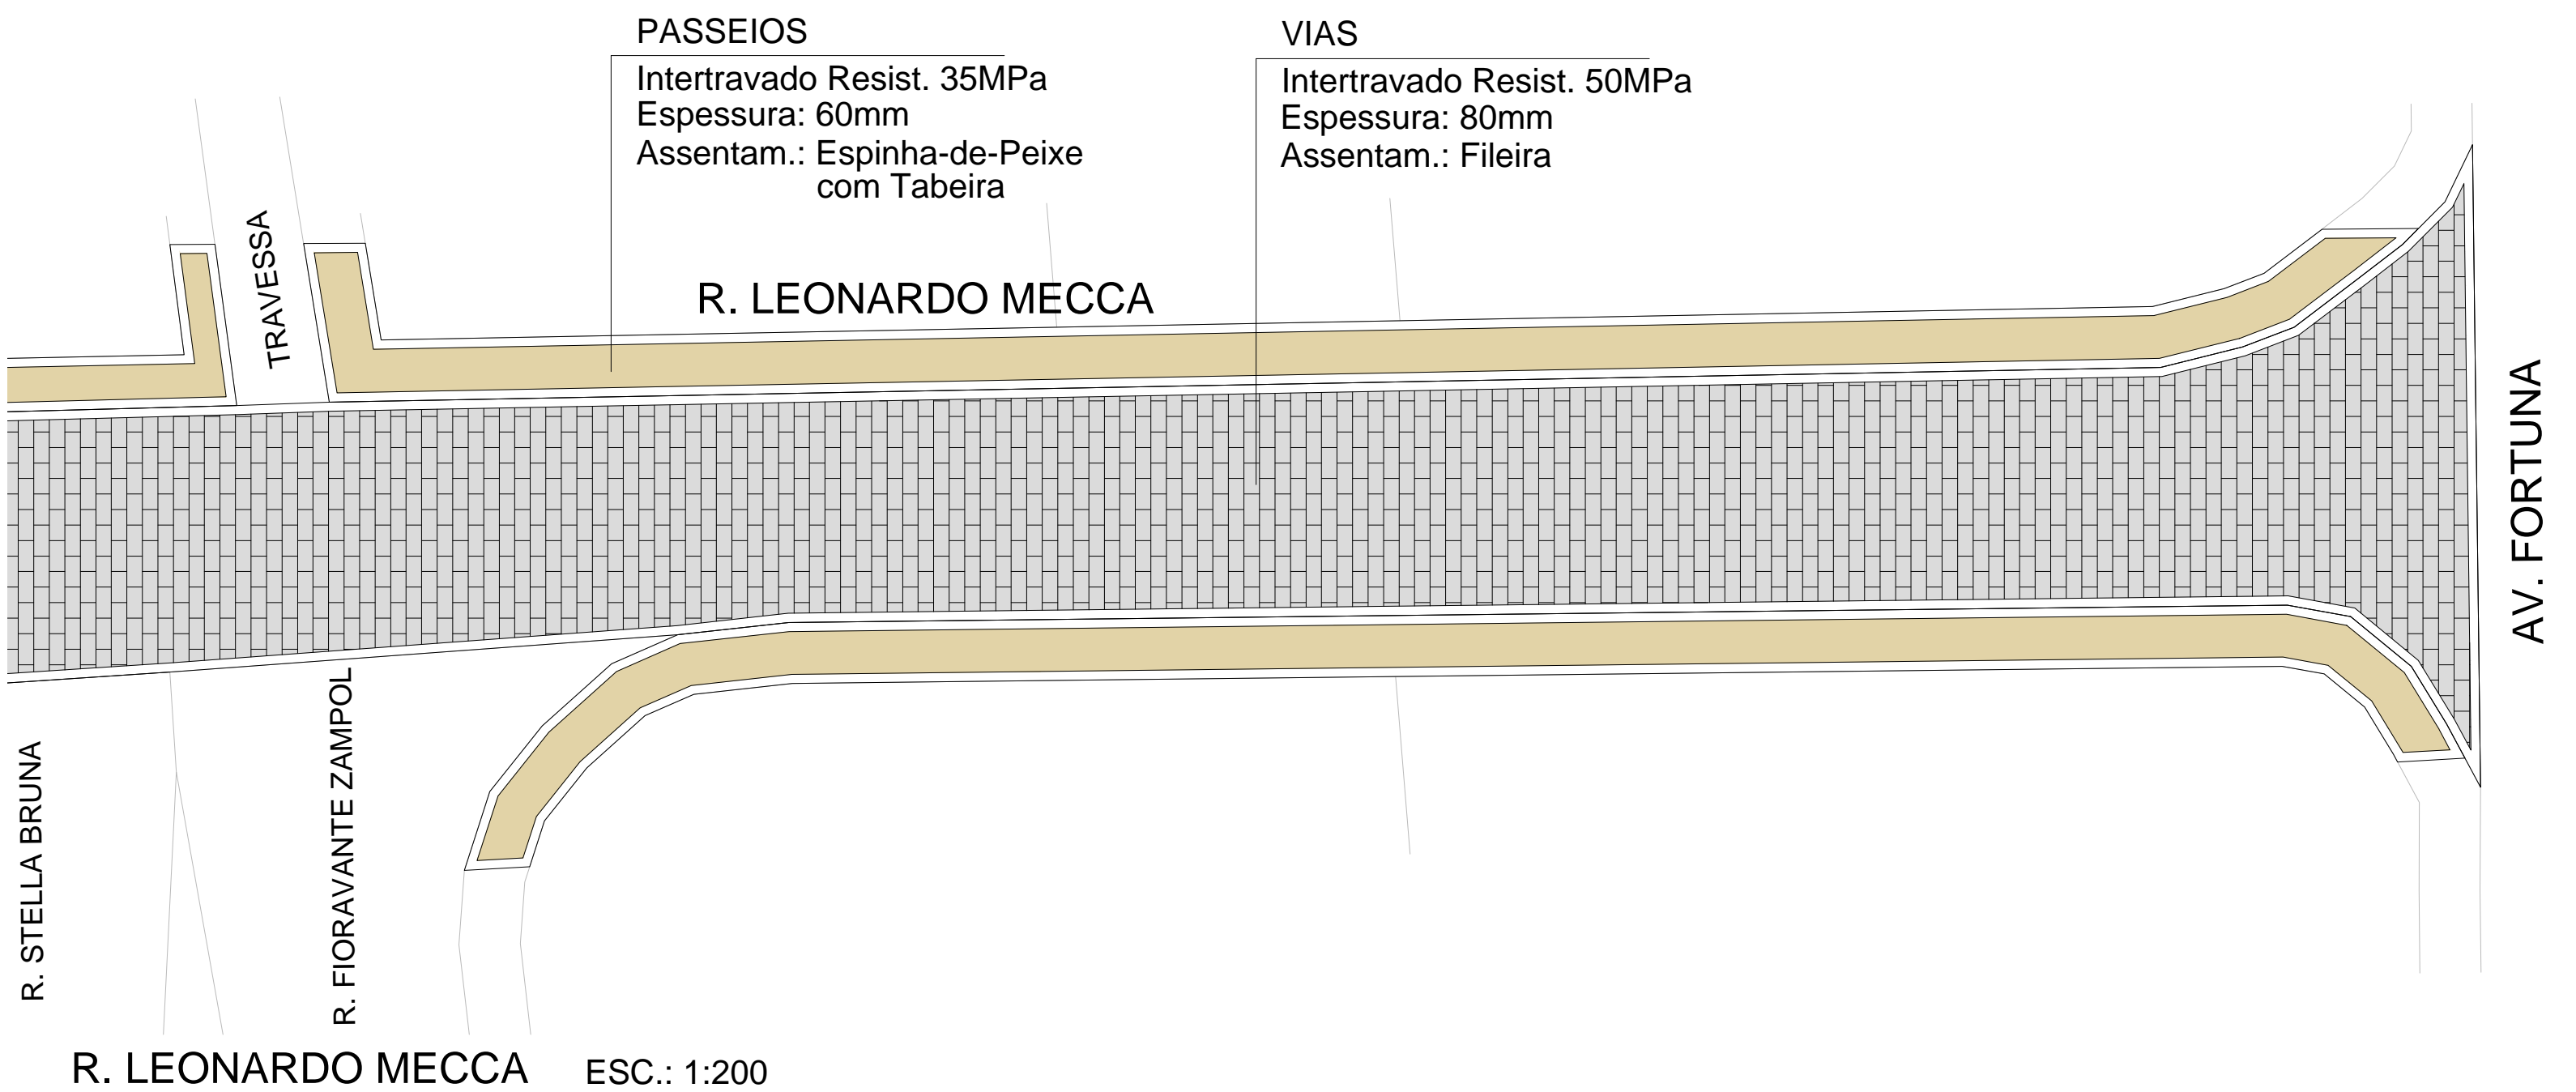 PASSEIOS
Intertravado Resist. 35MPa
Espessura: 60mm
Assentam.: Espinha-de-Peixe
com Tabeira
VIAS
Intertravado Resist. 50MPa
Espessura: 80mm
Assentam.: Fileira
TRAVESSA
R. LEONARDO MECCA
AV. FORTUNA
R. STELLA BRUNA
R. FIORAVANTE ZAMPOL
R. LEONARDO MECCA ESC.: 1:200